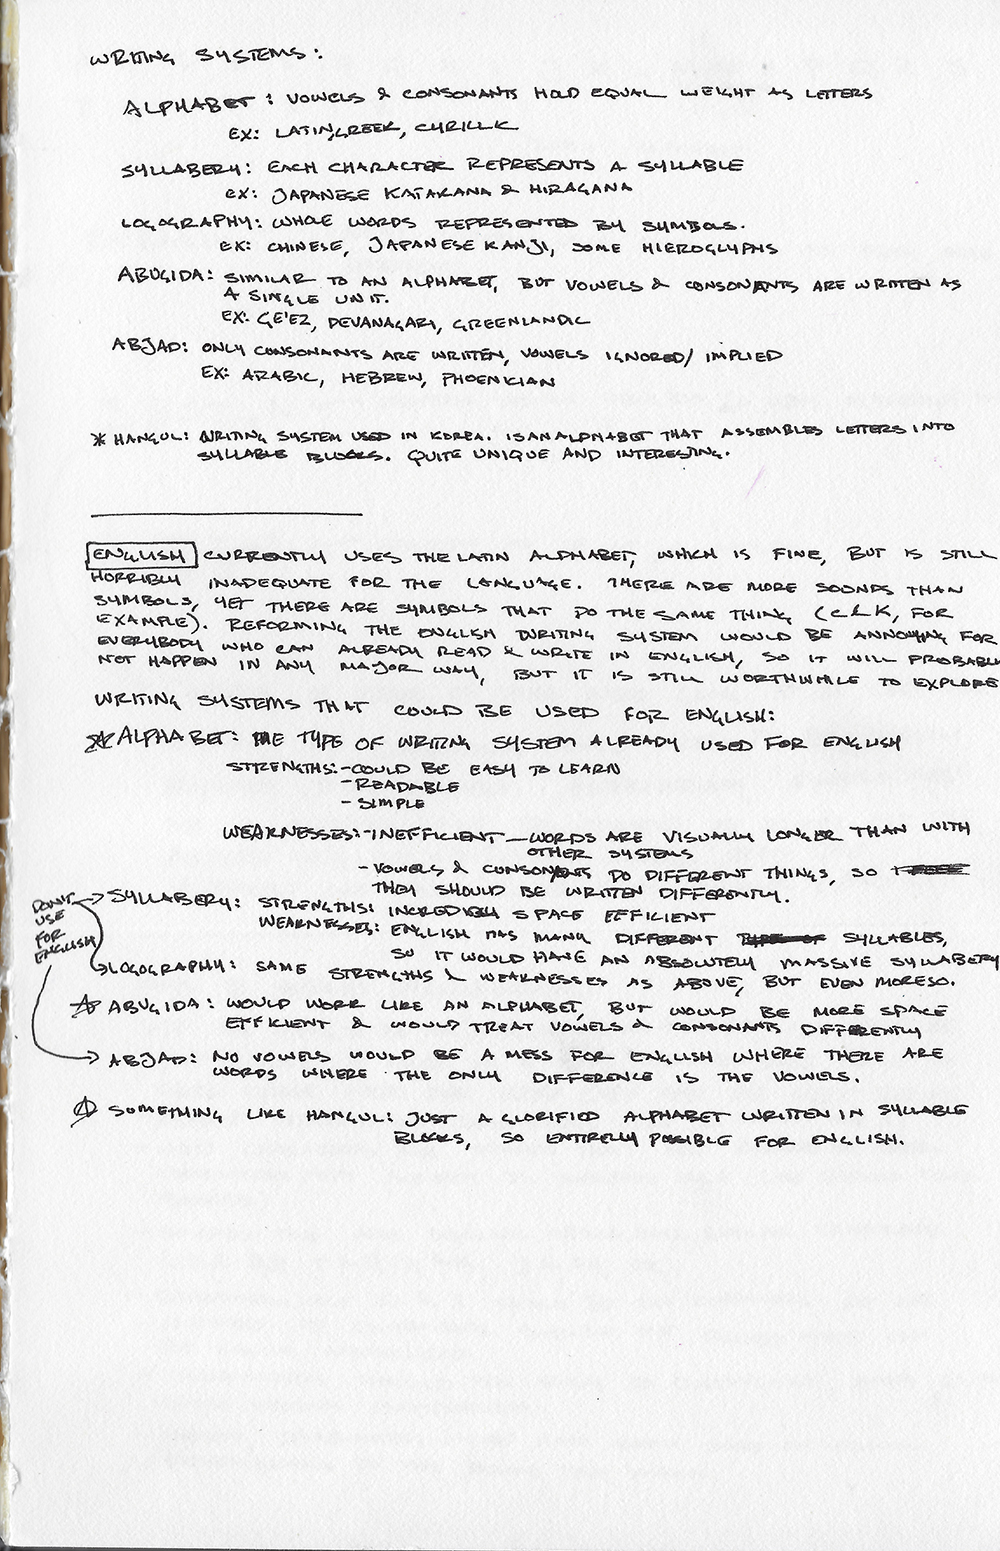 WRITING SYSTEMS:
ALPHABET: VOWELS & CONSONANTS HOLD EQUAL WEIGHT AS LETTERS
EX: LATIN, GREEK, CYRILLIC
SYLLABERY: EACH CHARACTER REPRESENTS A SYLLABLE
EX: JAPANESE KATAKANA & HIRAGANA
LOGOGRAPHY: WHOLE WORDS REPRESENTED BY SYMBOLS.
EX: CHINESE, JAPANESE KANJI, SOME HIEROGLYPHS
ABUGIDA: SIMILAR TO AN ALPHABET, BUT VOWELS & CONSONANTS ARE WRITTEN AS
A SINGLE UNIT.
EX: GE'EZ, DEVANAGARI, GREENLANDIC
ABJAD: ONLY CONSONANTS ARE WRITTEN, VOWELS IGNORED/IMPLIED
EX: ARABIC, HEBREW, PHOENICIAN
* HANGUL: WRITING SYSTEM USED IN KOREA. IS AN ALPHABET THAT ASSEMBLES LETTERS INTO
SYLLABLE BLOCKS. QUITE UNIQUE AND INTERESTING.
ENGLISH CURRENTLY USES THE LATIN ALPHABET, WHICH IS FINE, BUT IS STILL
HORRIBLY INADEQUATE FOR THE LANGUAGE. THERE ARE MORE SOUNDS THAN
SYMBOLS, YET THERE ARE SYMBOLS THAT DO THE SAME THING (C & K, FOR
EXAMPLE). REFORMING THE ENGLISH WRITING SYSTEM WOULD BE ANNOYING FOR
EVERYBODY WHO CAN ALREADY READ & WRITE IN ENGLISH, SO IT WILL PROBABLY
NOT HAPPEN IN ANY MAJOR WAY, BUT IT IS STILL WORTHWHILE TO EXPLORE
WRITING SYSTEMS THAT COULD BE USED FOR ENGLISH:
ALPHABET: THE TYPE OF WRITING SYSTEM ALREADY USED FOR ENGLISH
STRENGTHS: - COULD BE EASY TO LEARN
- READABLE
- SIMPLE
WEAKNESSES: - INEFFICIENT — WORDS ARE VISUALLY LONGER THAN WITH
OTHER SYSTEMS
- VOWELS & CONSONANTS DO DIFFERENT THINGS, SO
THEY SHOULD BE WRITTEN DIFFERENTLY.
DON'T
USE
FOR
ENGLISH
SYLLABERY: STRENGTHS: INCREDIBLY SPACE EFFICIENT
WEAKNESSES: ENGLISH HAS MANY DIFFERENT SYLLABLES,
SO IT WOULD HAVE AN ABSOLUTELY MASSIVE SYLLABERY
LOGOGRAPHY: SAME STRENGTHS & WEAKNESSES AS ABOVE, BUT EVEN MORESO.
ABUGIDA: WOULD WORK LIKE AN ALPHABET, BUT WOULD BE MORE SPACE
EFFICIENT & WOULD TREAT VOWELS & CONSONANTS DIFFERENTLY
ABJAD: NO VOWELS WOULD BE A MESS FOR ENGLISH WHERE THERE ARE
WORDS WHERE THE ONLY DIFFERENCE IS THE VOWELS.
SOMETHING LIKE HANGUL: JUST A GLORIFIED ALPHABET WRITTEN IN SYLLABLE
BLOCKS, SO ENTIRELY POSSIBLE FOR ENGLISH.